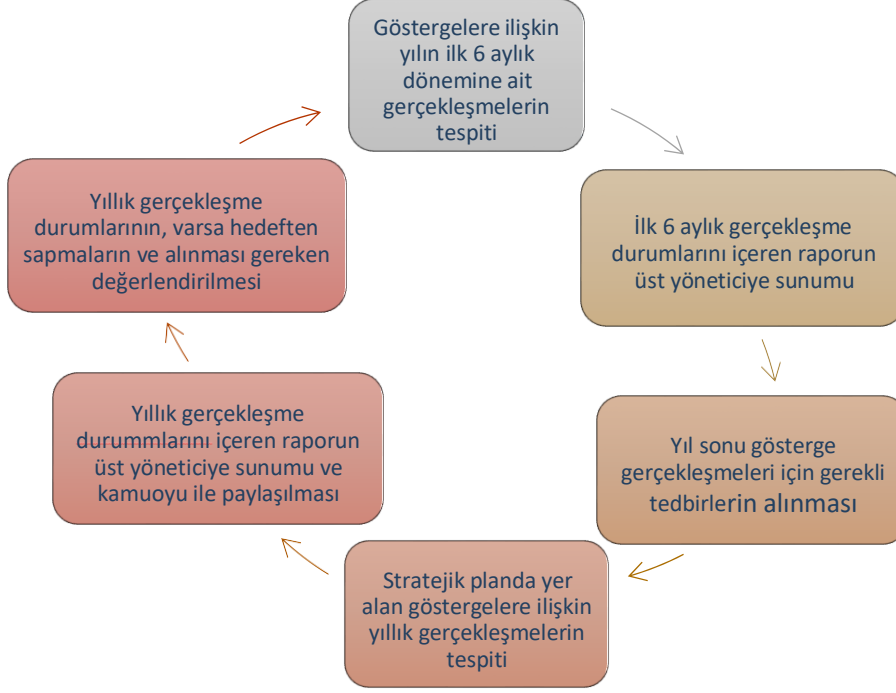 Göstergelere ilişkin
yılın ilk 6 aylık
dönemine ait
gerçekleşmelerin
tespiti
İlk 6 aylık gerçekleşme
durumlarını içeren raporun
üst yöneticiye sunumu
Yıl sonu gösterge
gerçekleşmeleri için gerekli
tedbirlerin alınması
Stratejik planda yer
alan göstergelere ilişkin
yıllık gerçekleşmelerin
tespiti
Yıllık gerçekleşme
durummlarını içeren raporun
üst yöneticiye sunumu ve
kamuoyu ile paylaşılması
Yıllık gerçekleşme
durumlarının, varsa hedeften
sapmaların ve alınması gereken
değerlendirilmesi